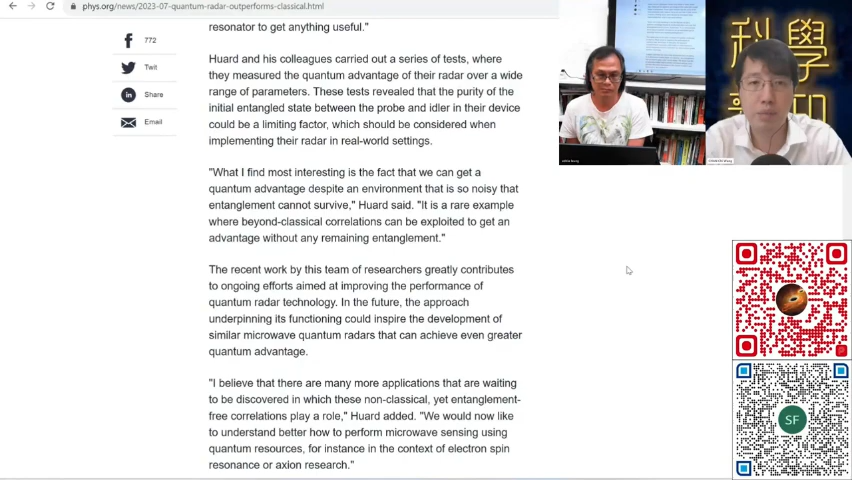 phys.org/news/2023-07-quantum-radar-outperforms-classical.html
resonator to get anything useful."
772
Twit
Share
Email
Huard and his colleagues carried out a series of tests, where
they measured the quantum advantage of their radar over a wide
range of parameters. These tests revealed that the purity of the
initial entangled state between the probe and idler in their device
could be a limiting factor, which should be considered when
implementing their radar in real-world settings.
"What I find most interesting is the fact that we can get a
quantum advantage despite an environment that is so noisy that
entanglement cannot survive," Huard said. "It is a rare example
where beyond-classical correlations can be exploited to get an
advantage without any remaining entanglement."
The recent work by this team of researchers greatly contributes
to ongoing efforts aimed at improving the performance of
quantum radar technology. In the future, the approach
underpinning its functioning could inspire the development of
similar microwave quantum radars that can achieve even greater
quantum advantage.
"I believe that there are many more applications that are waiting
to be discovered in which these non-classical, yet entanglement-
free correlations play a role," Huard added. "We would now like
to understand better how to perform microwave sensing using
quantum resources, for instance in the context of electron spin
resonance or axion research."
科學
SF